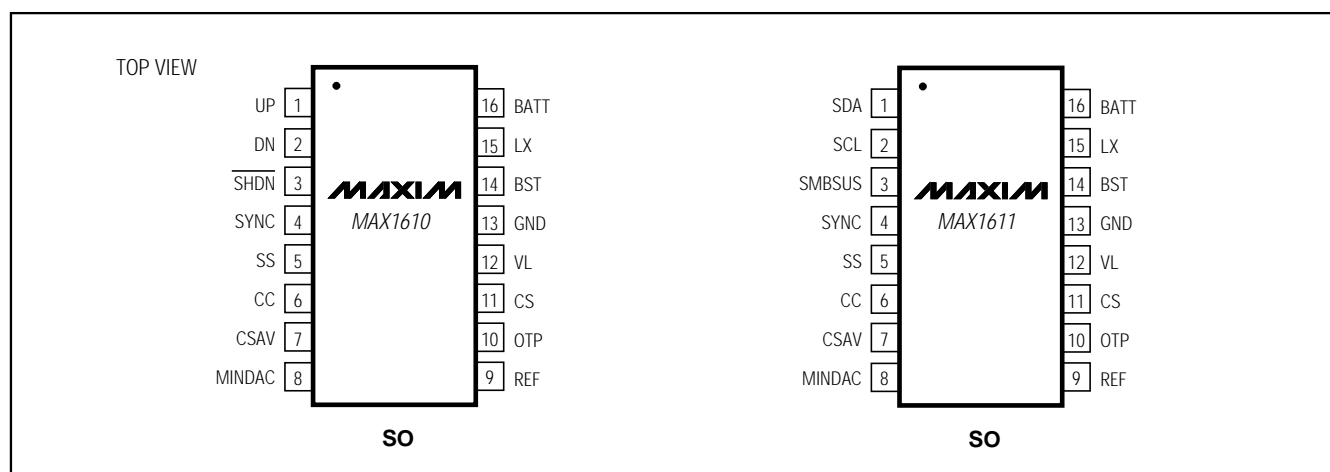 TOP VIEW
UP 1
DN 2
SHDN 3
SYNC 4
SS 5
CC 6
CSAV 7
MINDAC 8
MAXIM
MAX1610
16 BATT
15 LX
14 BST
13 GND
12 VL
11 CS
10 OTP
9 REF
SO
SDA 1
SCL 2
SMBSUS 3
SYNC 4
SS 5
CC 6
CSAV 7
MINDAC 8
MAXIM
MAX1611
16 BATT
15 LX
14 BST
13 GND
12 VL
11 CS
10 OTP
9 REF
SO